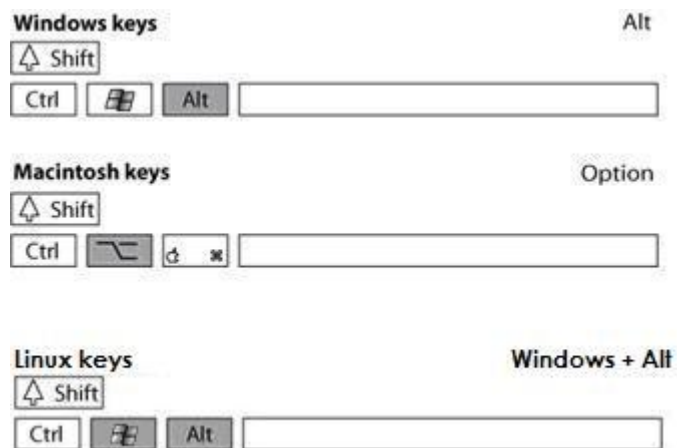 Windows keys Alt
Shift
Ctrl Alt
Macintosh keys Option
Shift
Ctrl ⌥ ⌘
Linux keys Windows + Alt
Shift
Ctrl Alt